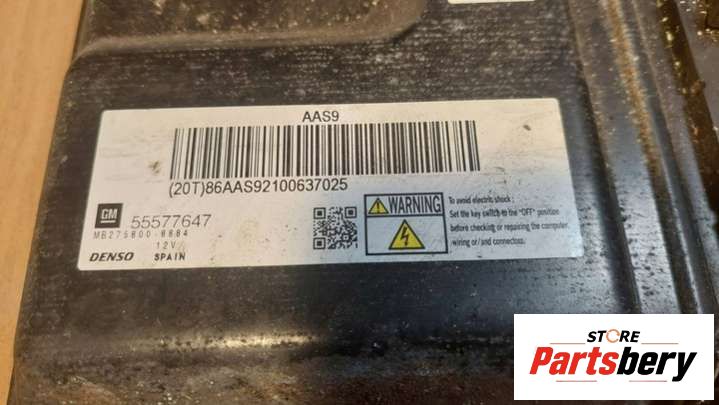 AAS9
(20T)86AAS92100637025
GM 55577647
MB275800-8884
12V
DENSO SPAIN
WARNING
To avoid electric shock :
Set the key switch to the "OFF" position
before checking or repairing the computer
wiring or/and connectoss.
STORE
Partsbery